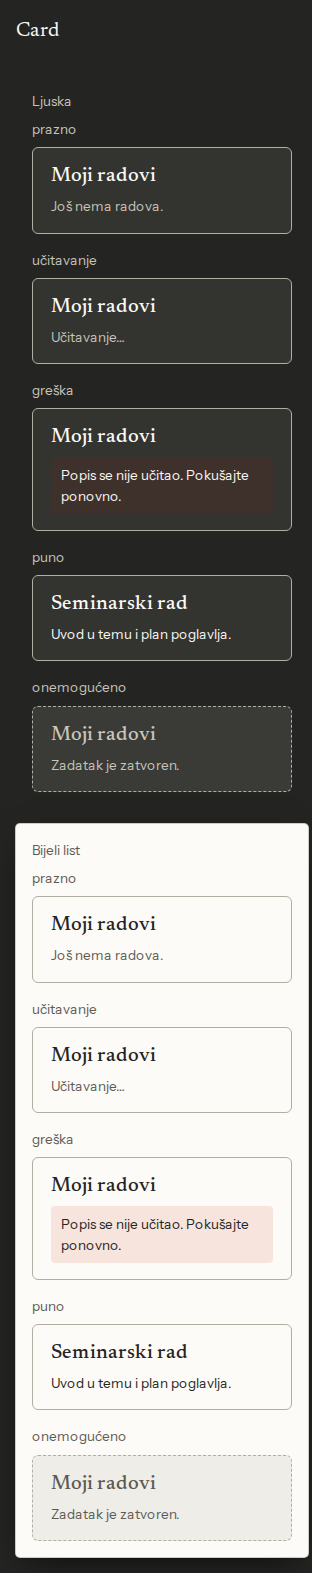 Card
Ljuska
prazno
Moji radovi
Još nema radova.
učitavanje
Moji radovi
Učitavanje…
greška
Moji radovi
Popis se nije učitao. Pokušajte
ponovno.
puno
Seminarski rad
Uvod u temu i plan poglavlja.
onemogućeno
Moji radovi
Zadatak je zatvoren.
Bijeli list
prazno
Moji radovi
Još nema radova.
učitavanje
Moji radovi
Učitavanje…
greška
Moji radovi
Popis se nije učitao. Pokušajte
ponovno.
puno
Seminarski rad
Uvod u temu i plan poglavlja.
onemogućeno
Moji radovi
Zadatak je zatvoren.